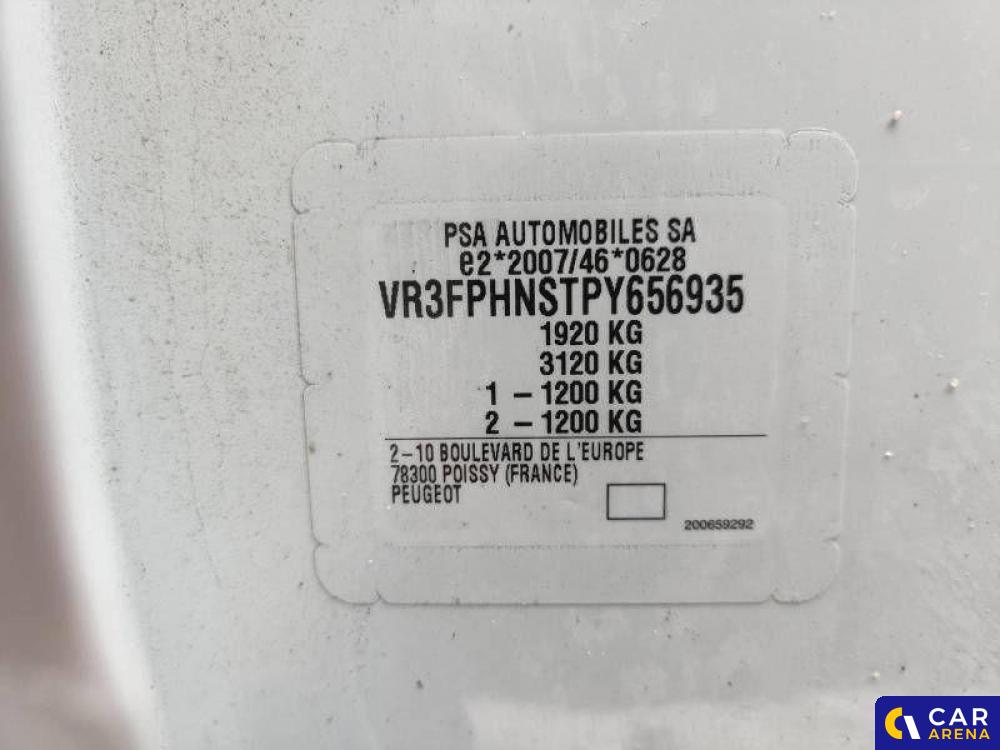 PSA AUTOMOBILES SA
e2*2007/46*0628
VR3FPHNSTPY656935
1920 KG
3120 KG
1 – 1200 KG
2 – 1200 KG
2–10 BOULEVARD DE L'EUROPE
78300 POISSY (FRANCE)
PEUGEOT
200659292
CAR
ARENA